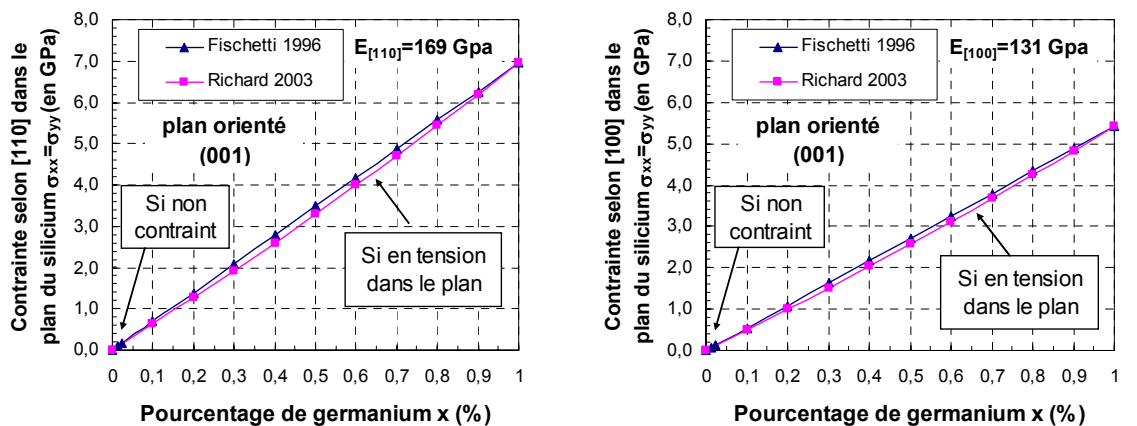 Contrainte selon [110] dans le
plan du silicium σxx=σyy (en GPa)
8,0
7,0
6,0
5,0
4,0
3,0
2,0
1,0
0,0
Fischetti 1996
Richard 2003
E[110]=169 Gpa
plan orienté
(001)
Si non
contraint
Si en tension
dans le plan
0 0,1 0,2 0,3 0,4 0,5 0,6 0,7 0,8 0,9 1
Pourcentage de germanium x (%)
Contrainte selon [100] dans le
plan du silicium σxx=σyy (en GPa)
8,0
7,0
6,0
5,0
4,0
3,0
2,0
1,0
0,0
Fischetti 1996
Richard 2003
E[100]=131 Gpa
plan orienté
(001)
Si non
contraint
Si en tension
dans le plan
0 0,1 0,2 0,3 0,4 0,5 0,6 0,7 0,8 0,9 1
Pourcentage de germanium x (%)